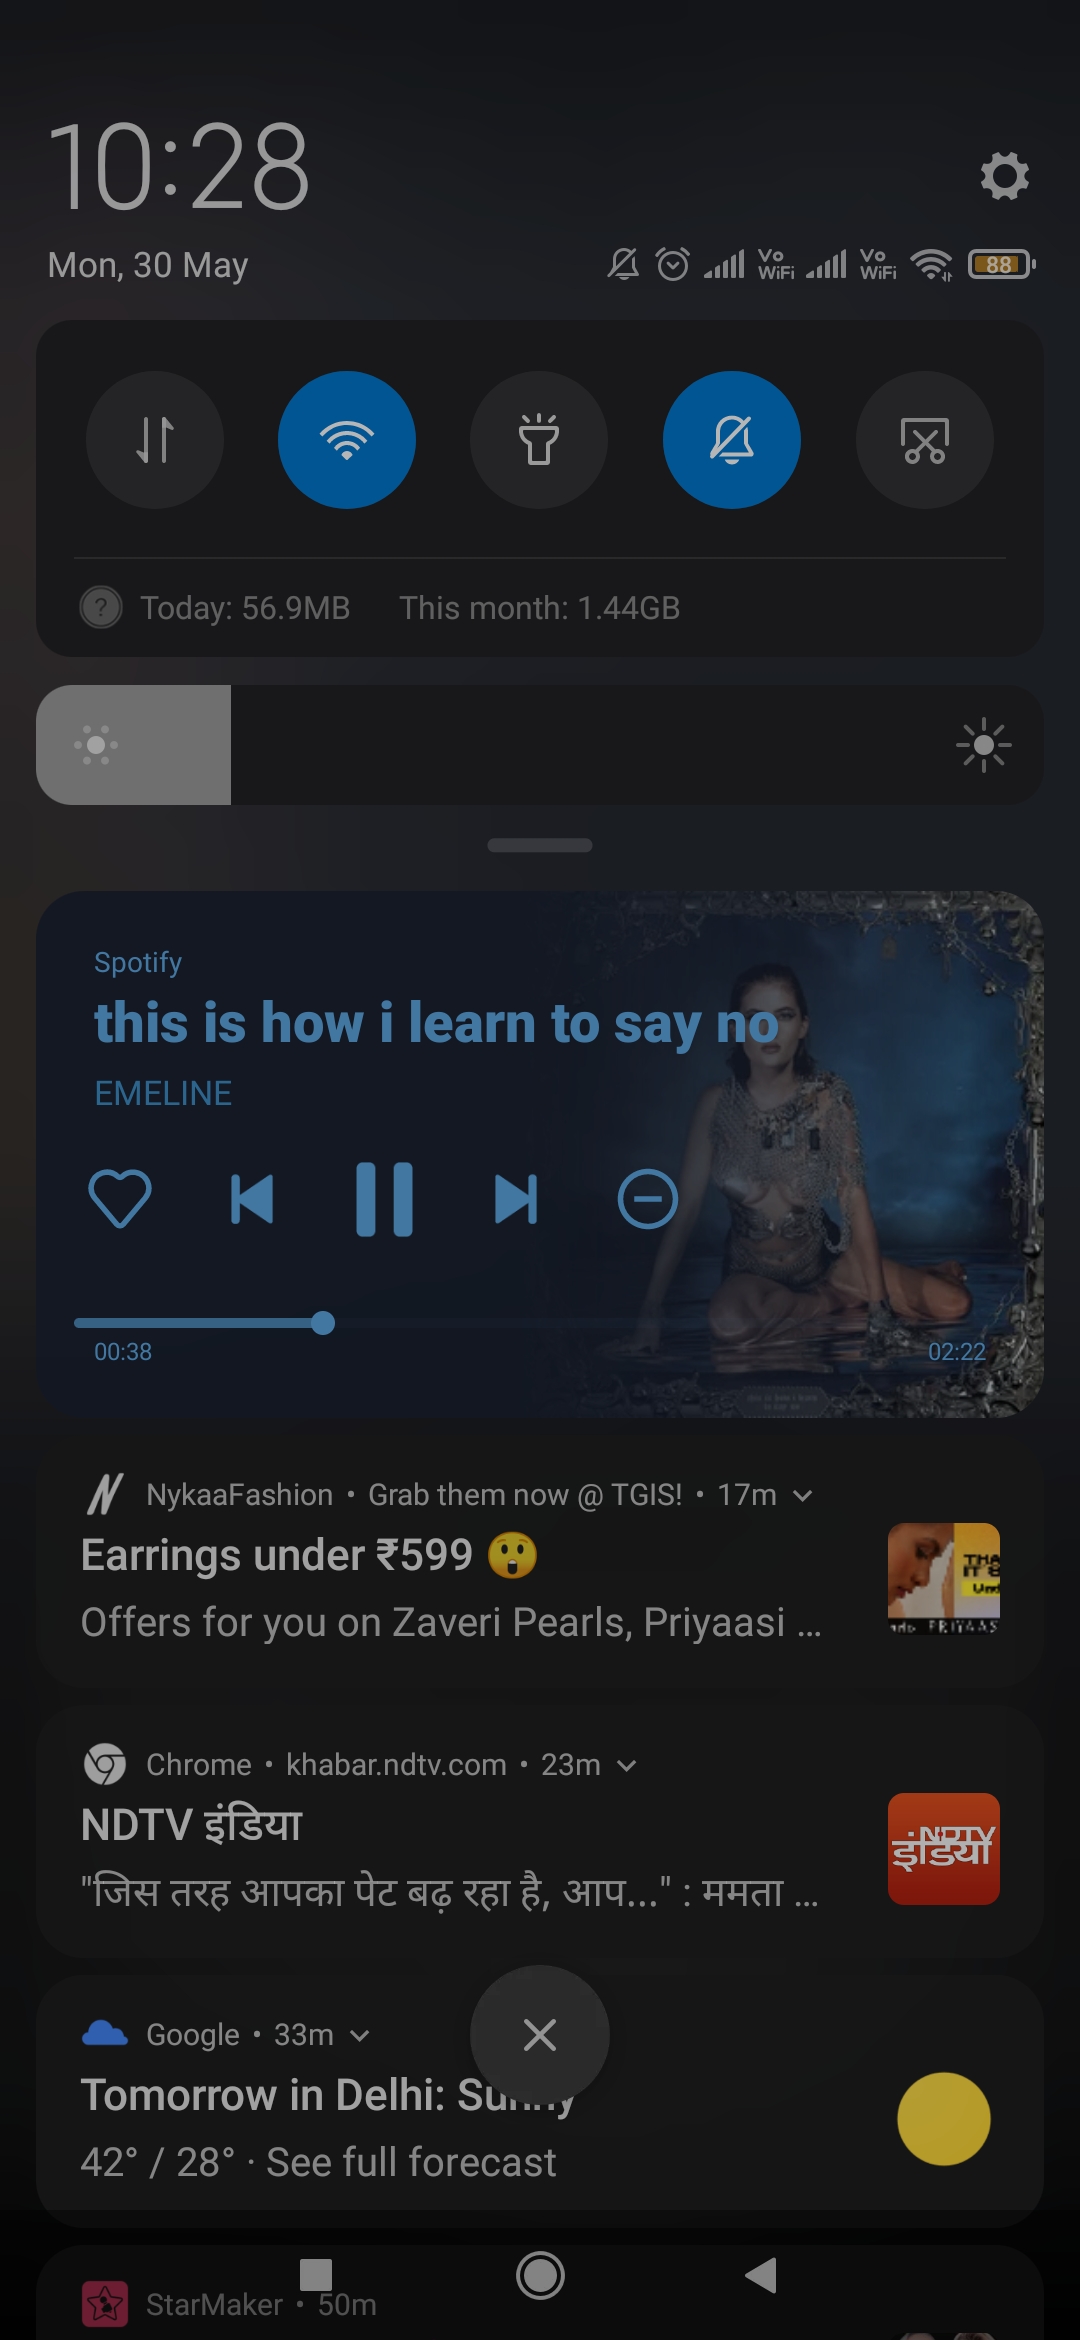 10:28
Mon, 30 May
Vo WiFi Vo WiFi 88
Today: 56.9MB This month: 1.44GB
Spotify
this is how i learn to say no
EMELINE
00:38 02:22
NykaaFashion • Grab them now @ TGIS! • 17m
Earrings under ₹599 😲
Offers for you on Zaveri Pearls, Priyaasi ...
Chrome • khabar.ndtv.com • 23m
NDTV इंडिया
"जिस तरह आपका पेट बढ़ रहा है, आप..." : ममता ...
NDTV
इंडिया
Google • 33m
Tomorrow in Delhi: Sunny
42° / 28° · See full forecast
StarMaker • 50m